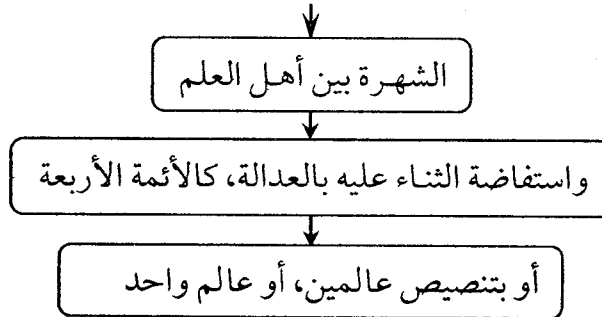 الشهرة بين أهل العلم
واستفاضة الثناء عليه بالعدالة، كالأئمة الأربعة
أو بتنصيص عالمين، أو عالم واحد